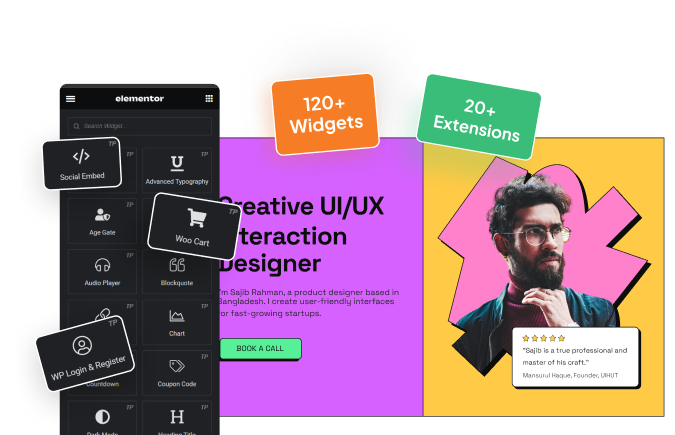 120+
Widgets
20+
Extensions
elementor
Search Widget...
TP
Social Embed
TP
Advanced Typography
TP
Age Gate
TP
Woo Cart
Audio Player
Blockquote
TP
WP Login & Register
TP
Chart
Countdown
TP
Coupon Code
TP
Dark Mode
TP
Heading Title
Creative UI/UX
Interaction
Designer
I'm Sajib Rahman, a product designer based in
Bangladesh. I create user-friendly interfaces
for fast-growing startups.
BOOK A CALL
"Sajib is a true professional and
master of his craft."
Mansurul Haque, Founder, UIHUT